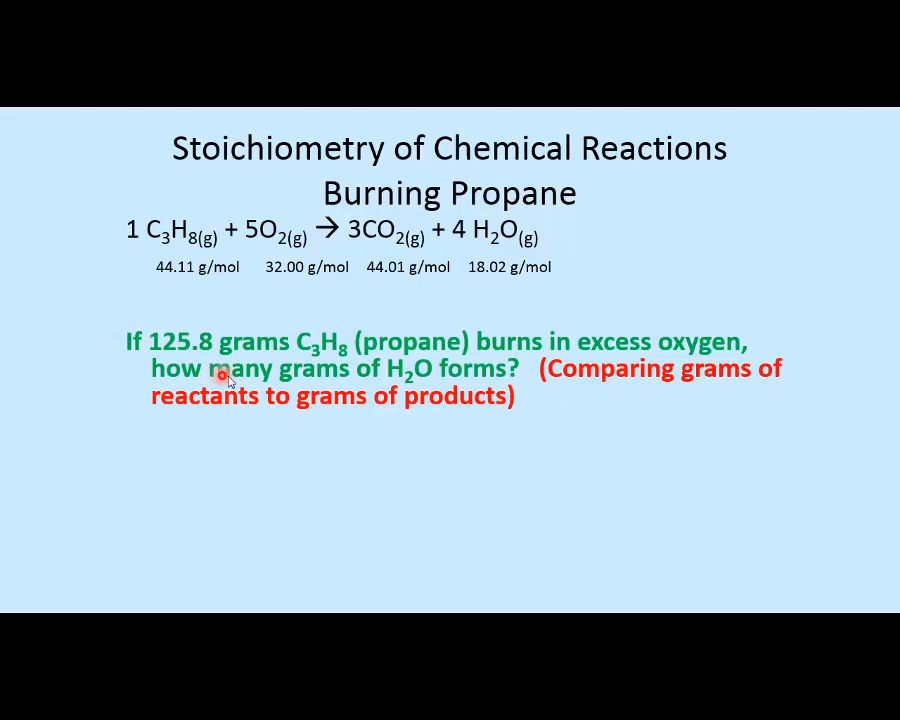 Stoichiometry of Chemical Reactions
Burning Propane
1 C₃H₈(g) + 5O₂(g) → 3CO₂(g) + 4 H₂O(g)
44.11 g/mol 32.00 g/mol 44.01 g/mol 18.02 g/mol
If 125.8 grams C₃H₈ (propane) burns in excess oxygen,
how many grams of H₂O forms? (Comparing grams of
reactants to grams of products)